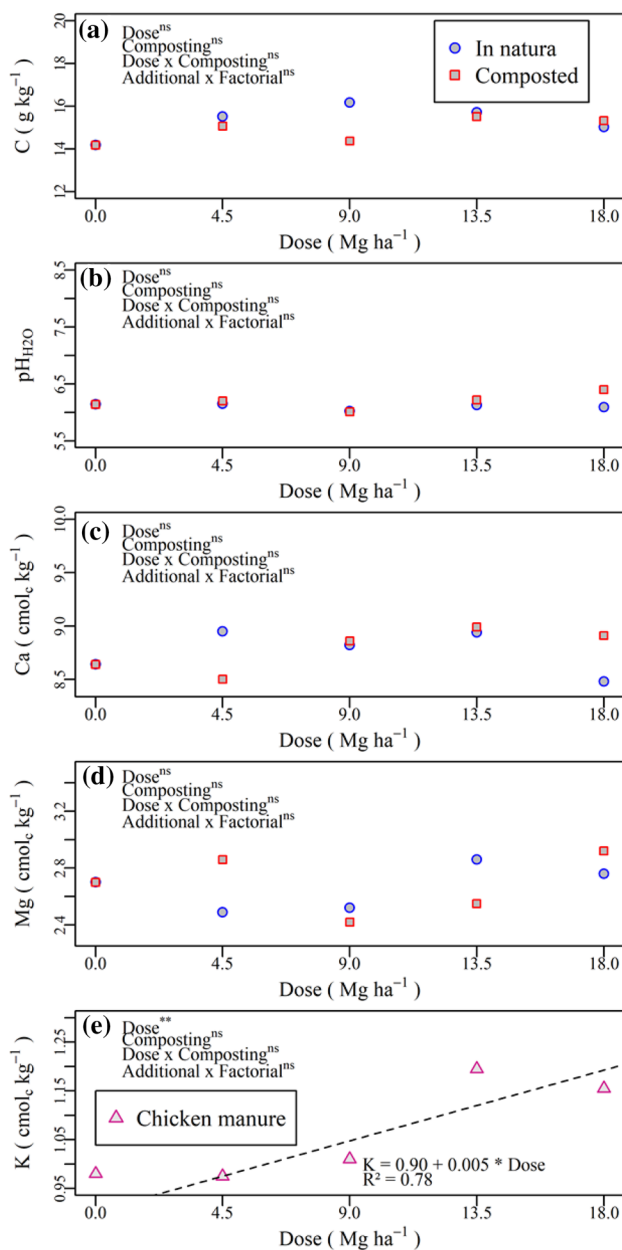 (a)
Dose^ns
Composting^ns
Dose x Composting^ns
Additional x Factorial^ns
In natura
Composted
C ( g kg⁻¹ )
20
18
16
14
12
0.0 4.5 9.0 13.5 18.0
Dose ( Mg ha⁻¹ )
(b)
Dose^ns
Composting^ns
Dose x Composting^ns
Additional x Factorial^ns
pH_H2O
8.5
7.5
6.5
5.5
0.0 4.5 9.0 13.5 18.0
Dose ( Mg ha⁻¹ )
(c)
Dose^ns
Composting^ns
Dose x Composting^ns
Additional x Factorial^ns
Ca ( cmol_c kg⁻¹ )
10.0
9.5
9.0
8.5
0.0 4.5 9.0 13.5 18.0
Dose ( Mg ha⁻¹ )
(d)
Dose^ns
Composting^ns
Dose x Composting^ns
Additional x Factorial^ns
Mg ( cmol_c kg⁻¹ )
3.2
2.8
2.4
0.0 4.5 9.0 13.5 18.0
Dose ( Mg ha⁻¹ )
(e)
Dose^**
Composting^ns
Dose x Composting^ns
Additional x Factorial^ns
Chicken manure
K = 0.90 + 0.005 * Dose
R² = 0.78
K ( cmol_c kg⁻¹ )
1.25
1.15
1.05
0.95
0.0 4.5 9.0 13.5 18.0
Dose ( Mg ha⁻¹ )